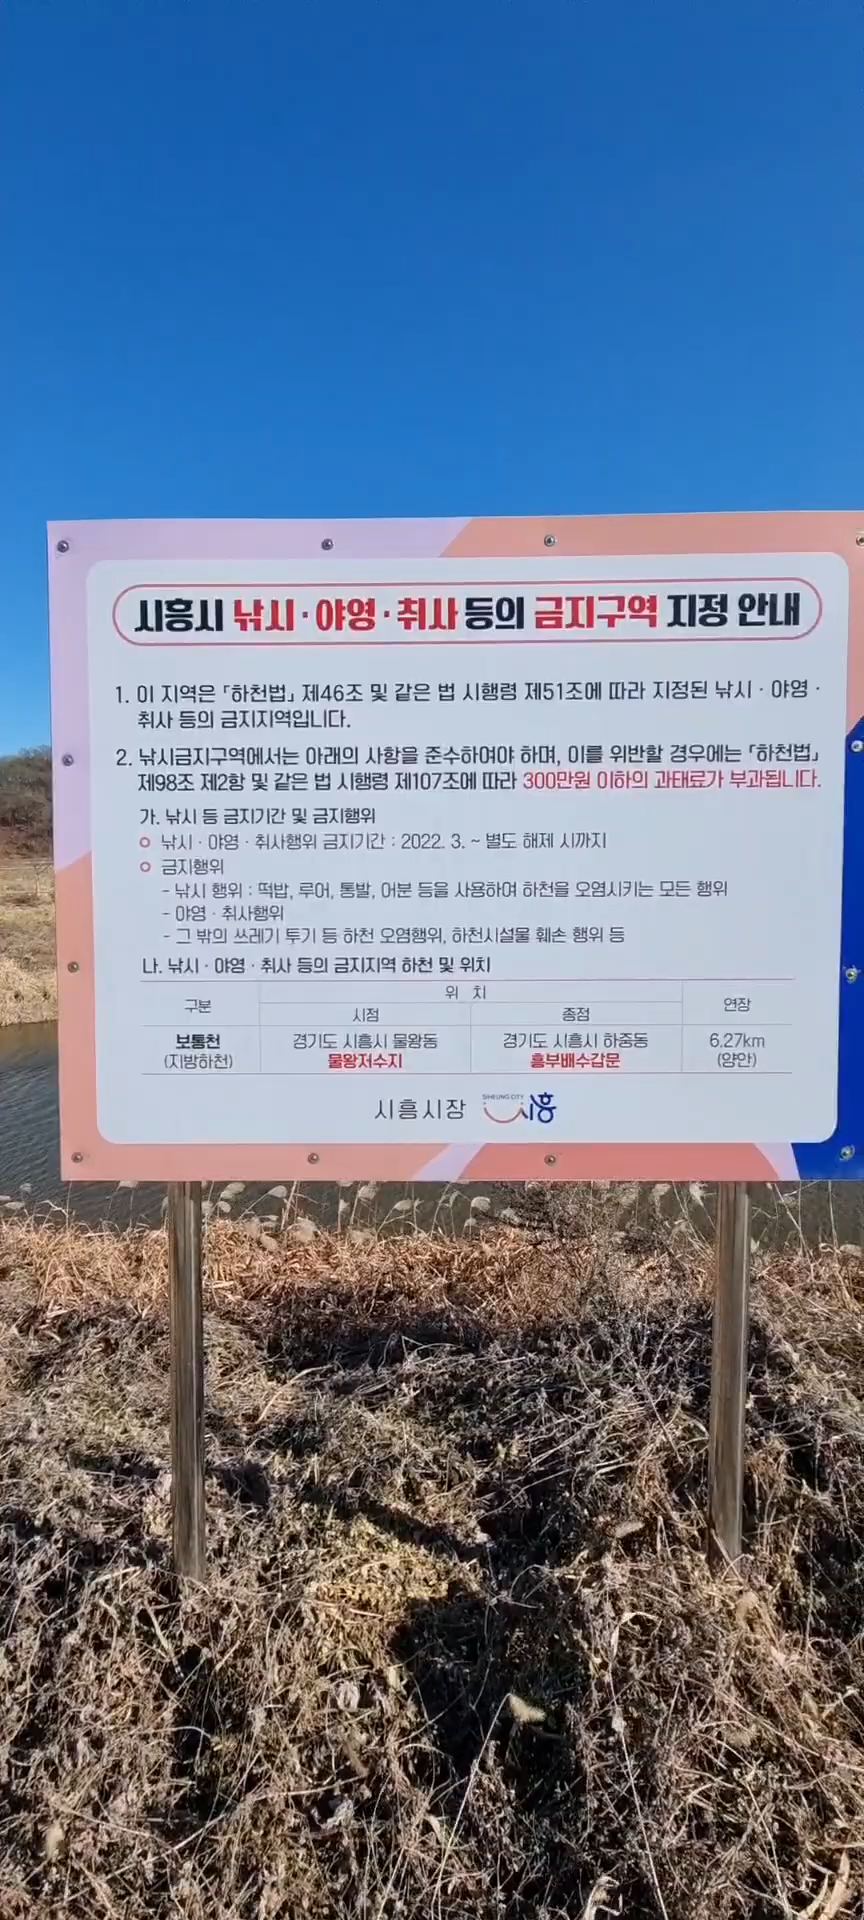 시흥시 낚시·야영·취사 등의 금지구역 지정 안내
1. 이 지역은 「하천법」 제46조 및 같은 법 시행령 제51조에 따라 지정된 낚시·야영·
취사 등의 금지지역입니다.
2. 낚시금지구역에서는 아래의 사항을 준수하여야 하며, 이를 위반할 경우에는 「하천법」
제98조 제2항 및 같은 법 시행령 제107조에 따라 300만원 이하의 과태료가 부과됩니다.
가. 낚시 등 금지기간 및 금지행위
낚시·야영·취사행위 금지기간 : 2022. 3. ~ 별도 해제 시까지
금지행위
- 낚시 행위 : 떡밥, 루어, 통발, 어분 등을 사용하여 하천을 오염시키는 모든 행위
- 야영·취사행위
- 그 밖의 쓰레기 투기 등 하천 오염행위, 하천시설물 훼손 행위 등
나. 낚시·야영·취사 등의 금지지역 하천 및 위치
구분 위 치 연장
시점 종점
보통천 경기도 시흥시 물왕동 경기도 시흥시 하중동 6.27km
(지방하천) 물왕저수지 흥부배수갑문 (양안)
시흥시장 SIHEUNG CITY 시흥